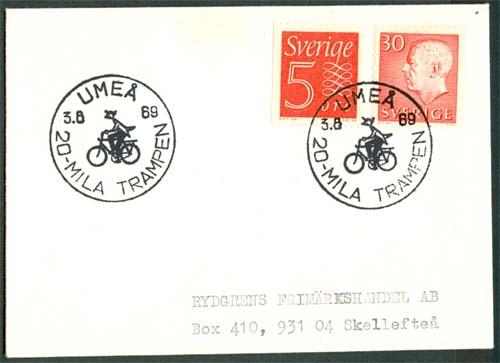 UMEÅ
3.8 69
20-MILA TRAMPEN
Sverige
5
30
SVERIGE
UMEÅ
3.8 69
20-MILA TRAMPEN
RYDGRENS FRIMÄRKSHANDEL AB
Box 410, 931 04 Skellefteå